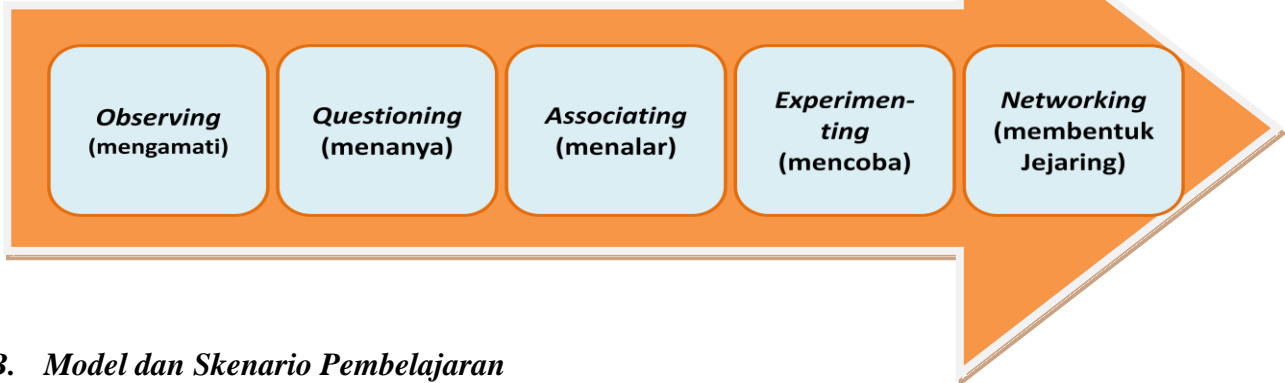 Observing
(mengamati)
Questioning
(menanya)
Associating
(menalar)
Experimen-
ting
(mencoba)
Networking
(membentuk
Jejaring)
Model dan Skenario Pembelajaran